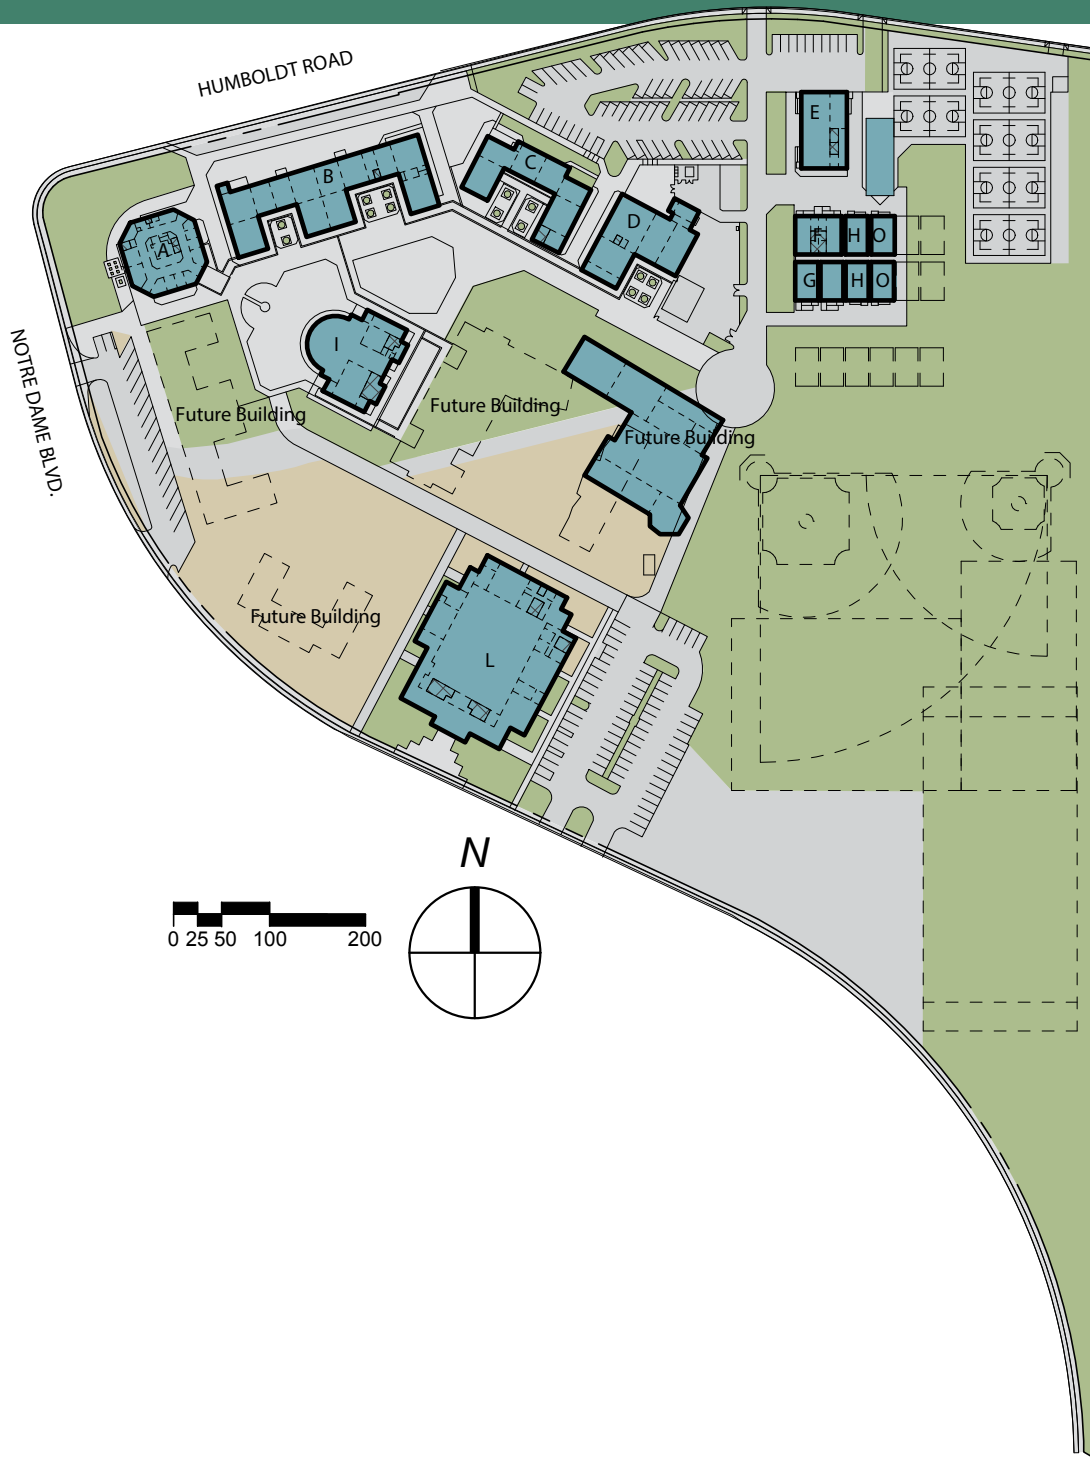 HUMBOLDT ROAD
E
C
B
D
A
F H O
G H O
NOTRE DAME BLVD.
I
Future Building
Future Building
Future Building
Future Building
L
N
0 25 50 100 200